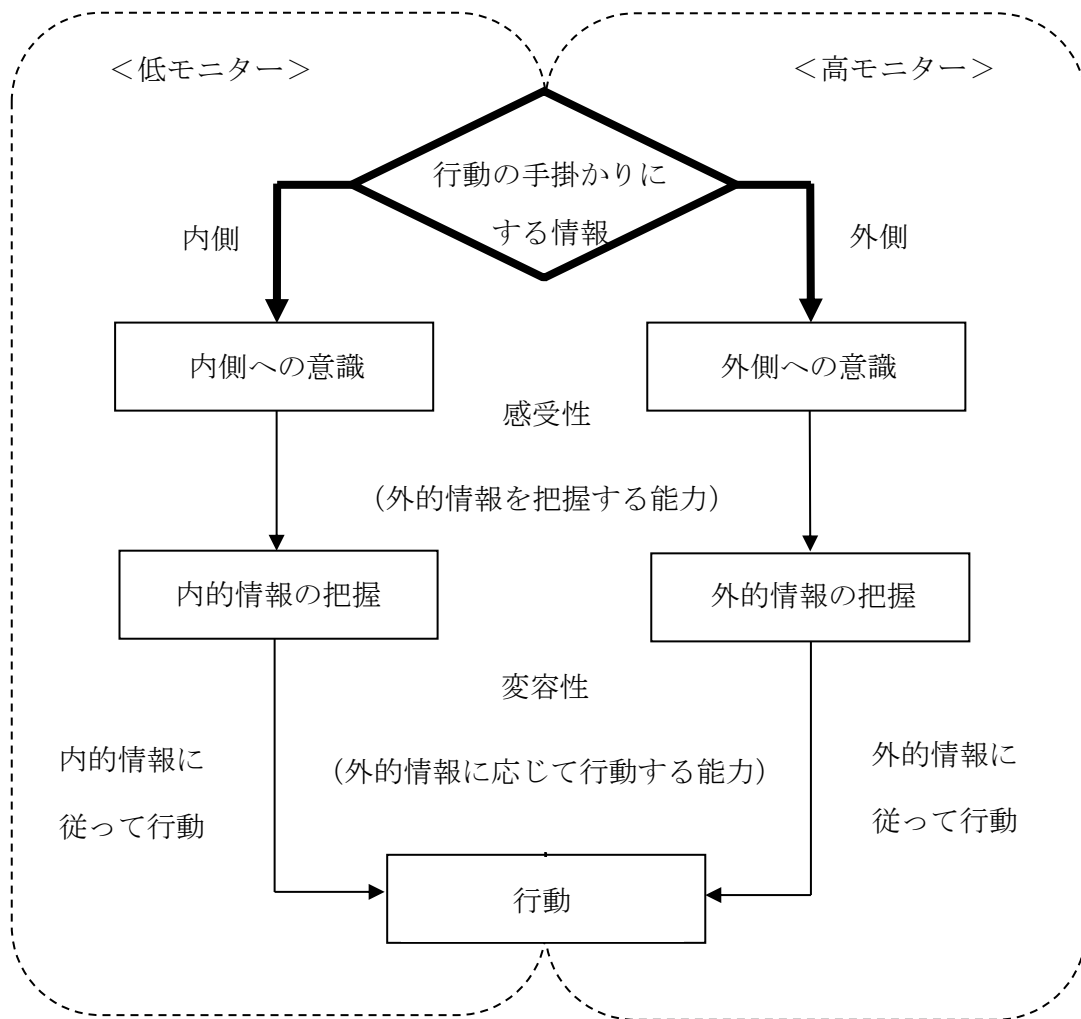 ＜低モニター＞
＜高モニター＞
行動の手掛かりに
する情報
内側
外側
内側への意識
外側への意識
感受性
（外的情報を把握する能力）
内的情報の把握
外的情報の把握
変容性
（外的情報に応じて行動する能力）
内的情報に
従って行動
外的情報に
従って行動
行動